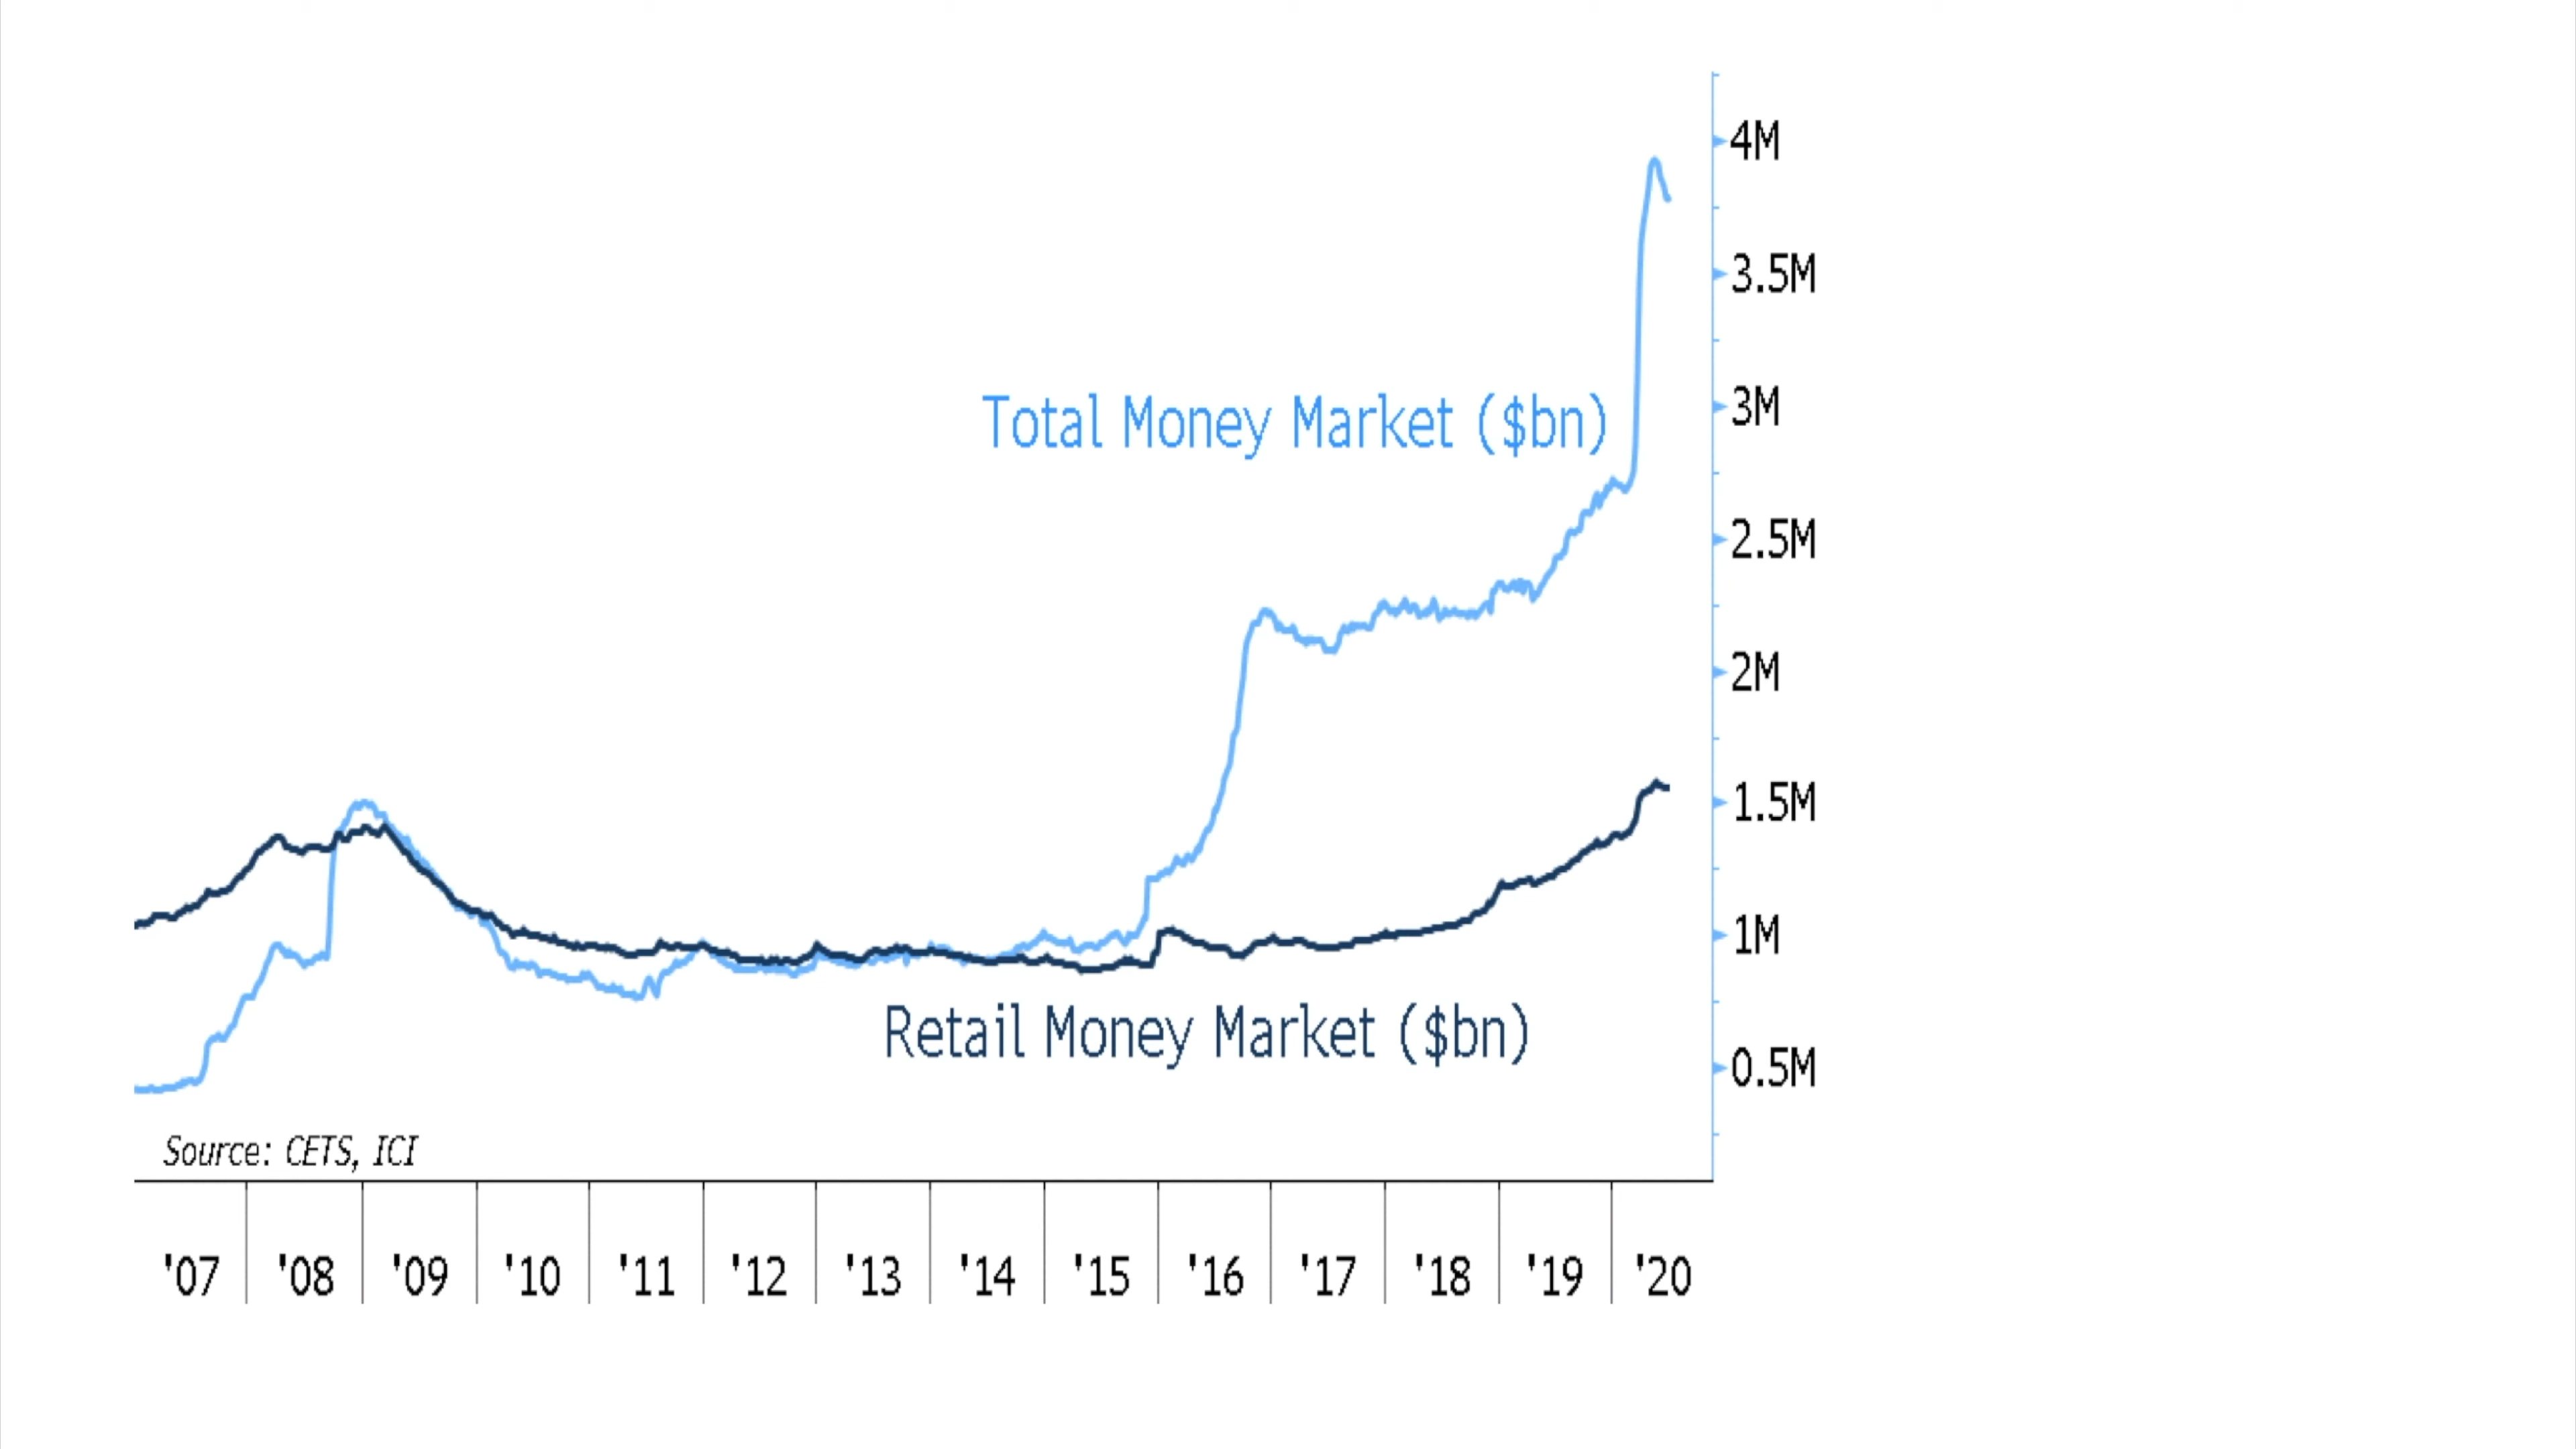 4M
3.5M
Total Money Market ($bn)
3M
2.5M
2M
1.5M
1M
Retail Money Market ($bn)
0.5M
Source: CETS, ICI
'07 '08 '09 '10 '11 '12 '13 '14 '15 '16 '17 '18 '19 '20